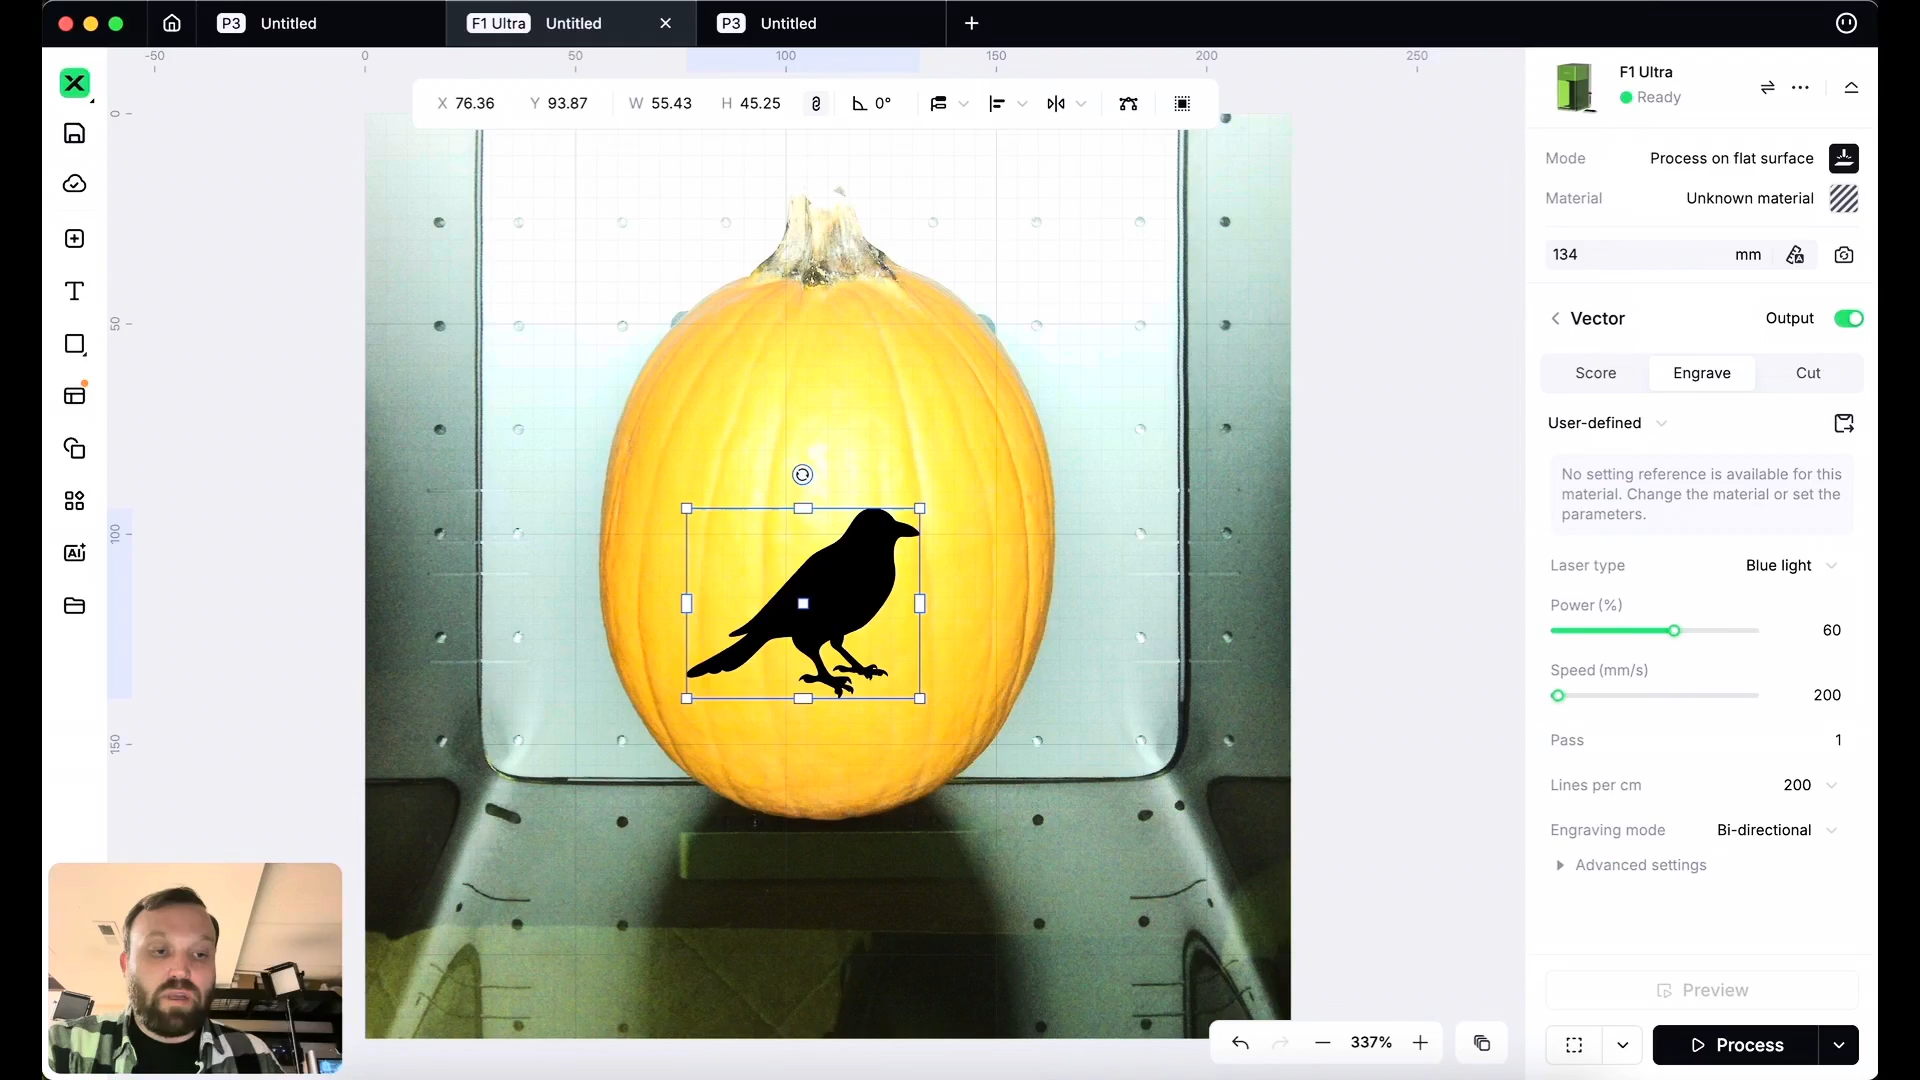 P3 Untitled
F1 Ultra Untitled
P3 Untitled
-50 0 50 100 150 200 250
X 76.36 Y 93.87 W 55.43 H 45.25 0°
0
50
100
150
AI
F1 Ultra
Ready
Mode Process on flat surface
Material Unknown material
134 mm
Vector Output
Score Engrave Cut
User-defined
No setting reference is available for this
material. Change the material or set the
parameters.
Laser type Blue light
Power (%)
60
Speed (mm/s)
200
Pass 1
Lines per cm 200
Engraving mode Bi-directional
Advanced settings
Preview
337%
Process